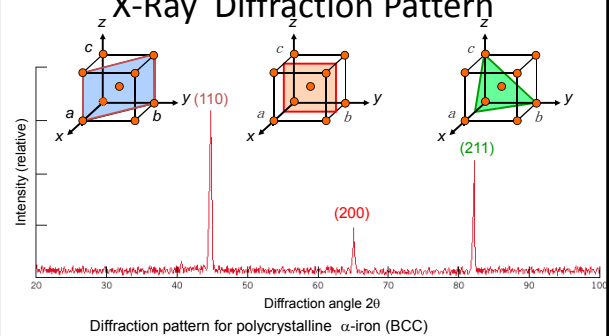 X-Ray Diffraction Pattern
z
z
z
c
c
c
y
y
y
a
b
a
b
a
b
x
x
x
(110)
(211)
(200)
Intensity (relative)
20 30 40 50 60 70 80 90 100
Diffraction angle 2θ
Diffraction pattern for polycrystalline α-iron (BCC)